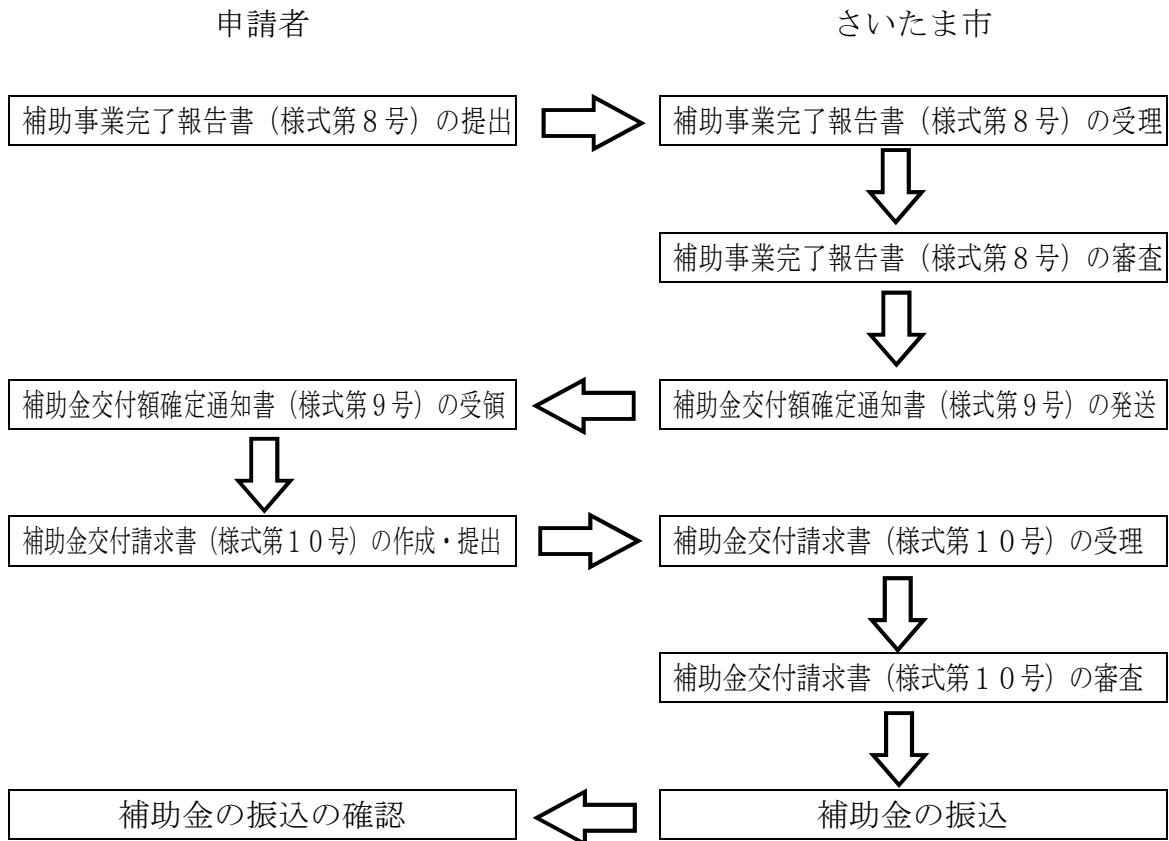 申請者
さいたま市
補助事業完了報告書（様式第８号）の提出
補助事業完了報告書（様式第８号）の受理
補助事業完了報告書（様式第８号）の審査
補助金交付額確定通知書（様式第９号）の受領
補助金交付額確定通知書（様式第９号）の発送
補助金交付請求書（様式第１０号）の作成・提出
補助金交付請求書（様式第１０号）の受理
補助金交付請求書（様式第１０号）の審査
補助金の振込の確認
補助金の振込